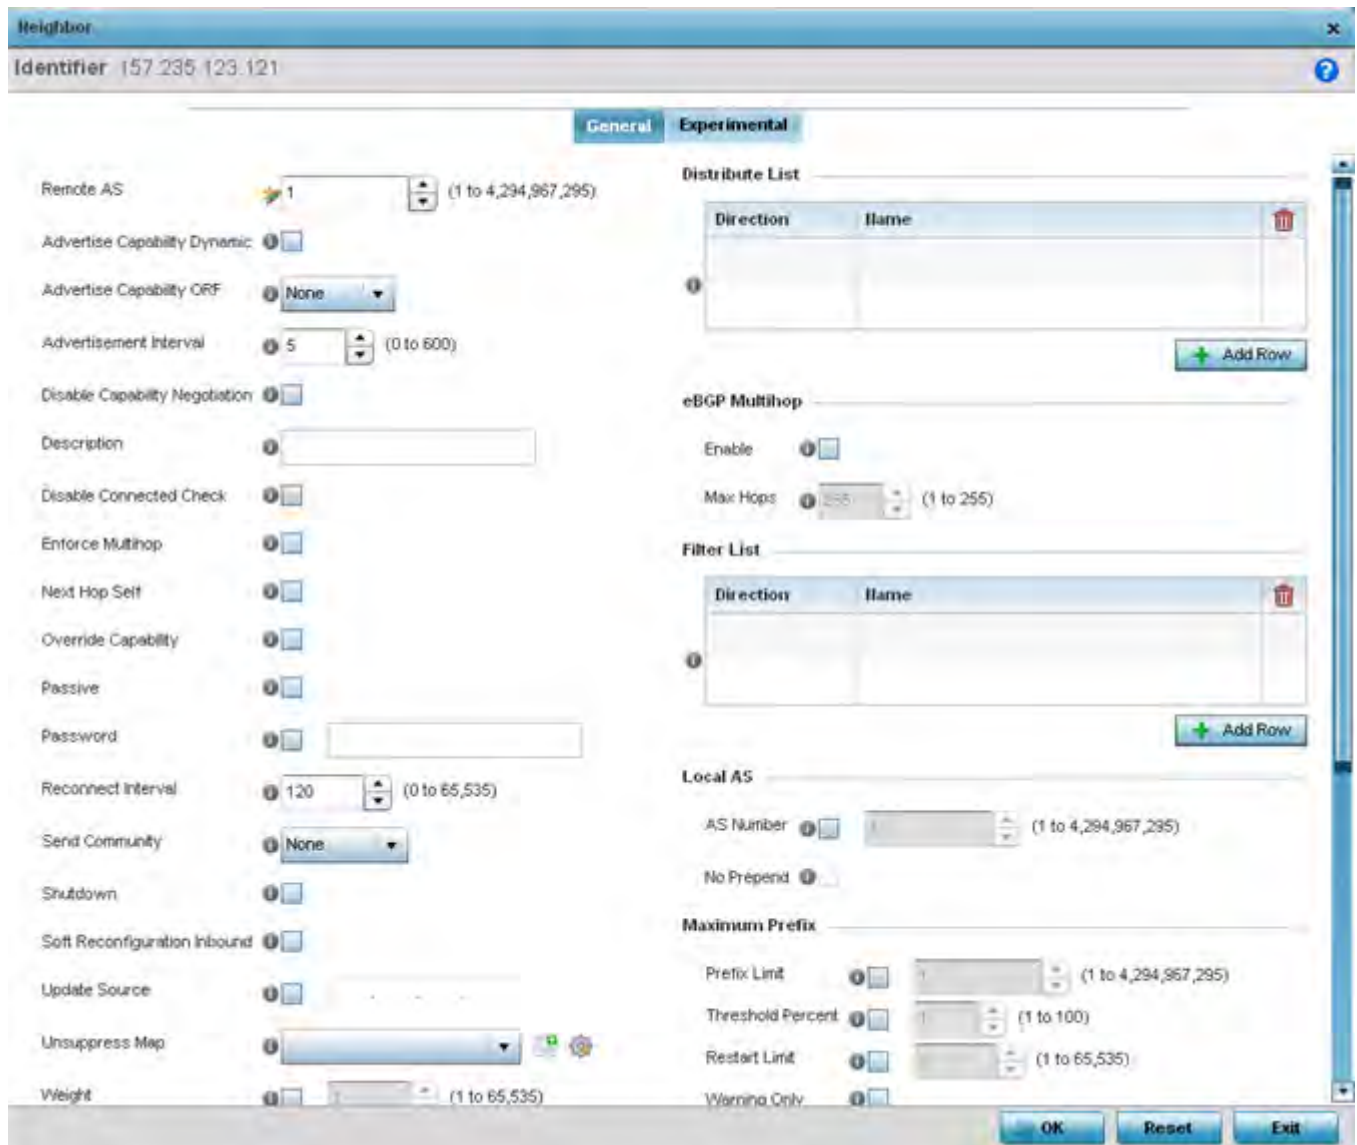 Neighbor
Identifier 157.235.123.121
General Experimental
Remote AS 1 (1 to 4,294,967,295)
Advertise Capability Dynamic
Advertise Capability ORF None
Advertisement Interval 5 (0 to 600)
Disable Capability Negotiation
Description
Disable Connected Check
Enforce Multihop
Next Hop Self
Override Capability
Passive
Password
Reconnect Interval 120 (0 to 65,535)
Send Community None
Shutdown
Soft Reconfiguration Inbound
Update Source . . .
Unsuppress Map
Weight 1 (1 to 65,535)
Distribute List
Direction Name
Add Row
eBGP Multihop
Enable
Max Hops 255 (1 to 255)
Filter List
Direction Name
Add Row
Local AS
AS Number 1 (1 to 4,294,967,295)
No Prepend
Maximum Prefix
Prefix Limit 1 (1 to 4,294,967,295)
Threshold Percent 1 (1 to 100)
Restart Limit (1 to 65,535)
Warning Only
OK Reset Exit